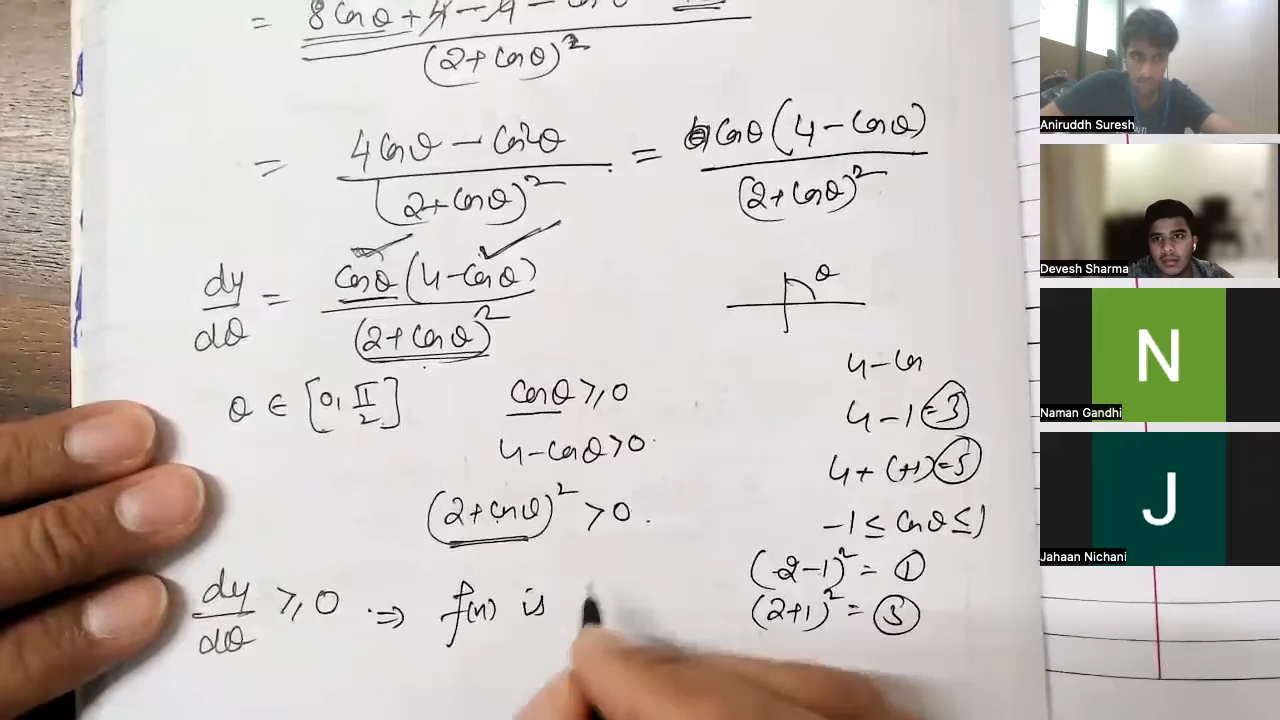 = 8 cos θ + 4 - 4 -
(2 + cos θ)²
= 4 cos θ - cos²θ / (2 + cos θ)² = cos θ (4 - cos θ) / (2 + cos θ)²
dy/dθ = cos θ (4 - cos θ) / (2 + cos θ)²
θ
θ ∈ [0, π/2]
cos θ ≥ 0
4 - cos θ > 0
(2 + cos θ)² > 0
dy/dθ ≥ 0 ⇒ f(x) is
4 - cos
4 - 1 = 3
4 + (+1) = 5
-1 ≤ cos θ ≤ 1
(2 - 1)² = 1
(2 + 1)² = 3
Aniruddh Suresh
Devesh Sharma
N
Naman Gandhi
J
Jahaan Nichani